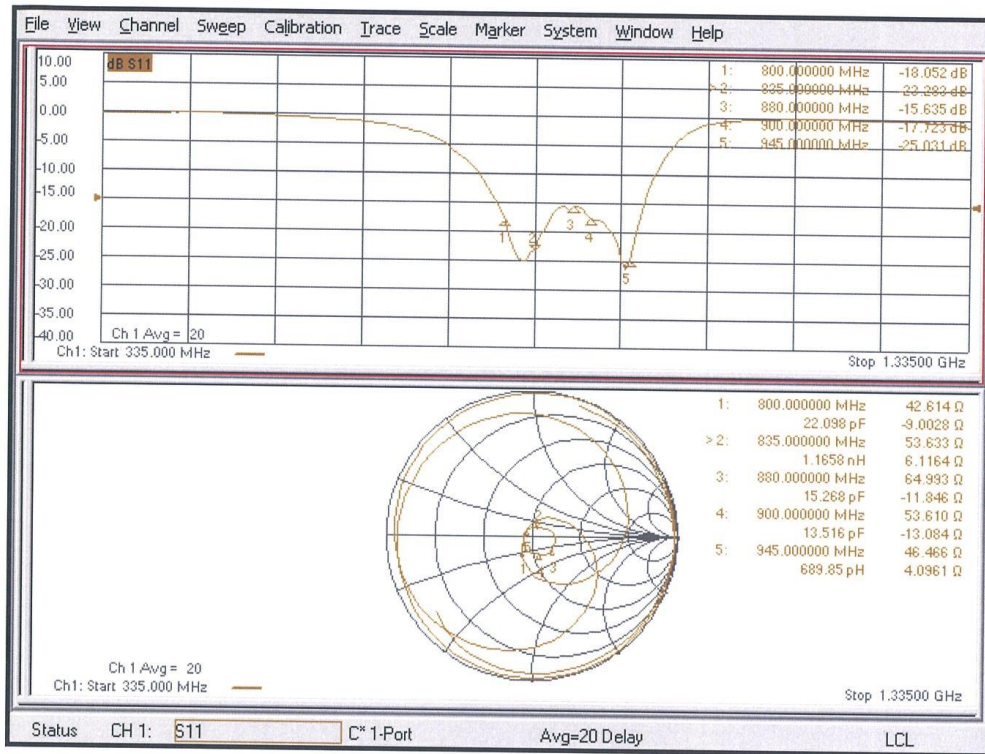 File View Channel Sweep Calibration Trace Scale Marker System Window Help
10.00
dB S11
5.00
0.00
-5.00
-10.00
-15.00
-20.00
-25.00
-30.00
-35.00
-40.00
1: 800.000000 MHz -18.052 dB
>2: 835.000000 MHz -23.283 dB
3: 880.000000 MHz -15.635 dB
4: 900.000000 MHz -17.723 dB
5: 945.000000 MHz -25.031 dB
1
2
3
4
5
Ch 1 Avg = 20
Ch1: Start 335.000 MHz
Stop 1.33500 GHz
1: 800.000000 MHz 42.614 Ω
22.098 pF -9.0028 Ω
>2: 835.000000 MHz 53.633 Ω
1.1658 nH 6.1164 Ω
3: 880.000000 MHz 64.993 Ω
15.268 pF -11.846 Ω
4: 900.000000 MHz 53.610 Ω
13.516 pF -13.084 Ω
5: 945.000000 MHz 46.466 Ω
689.85 pH 4.0961 Ω
2
5
1
3
Ch 1 Avg = 20
Ch1: Start 335.000 MHz
Stop 1.33500 GHz
Status CH 1: S11 C* 1-Port Avg=20 Delay LCL